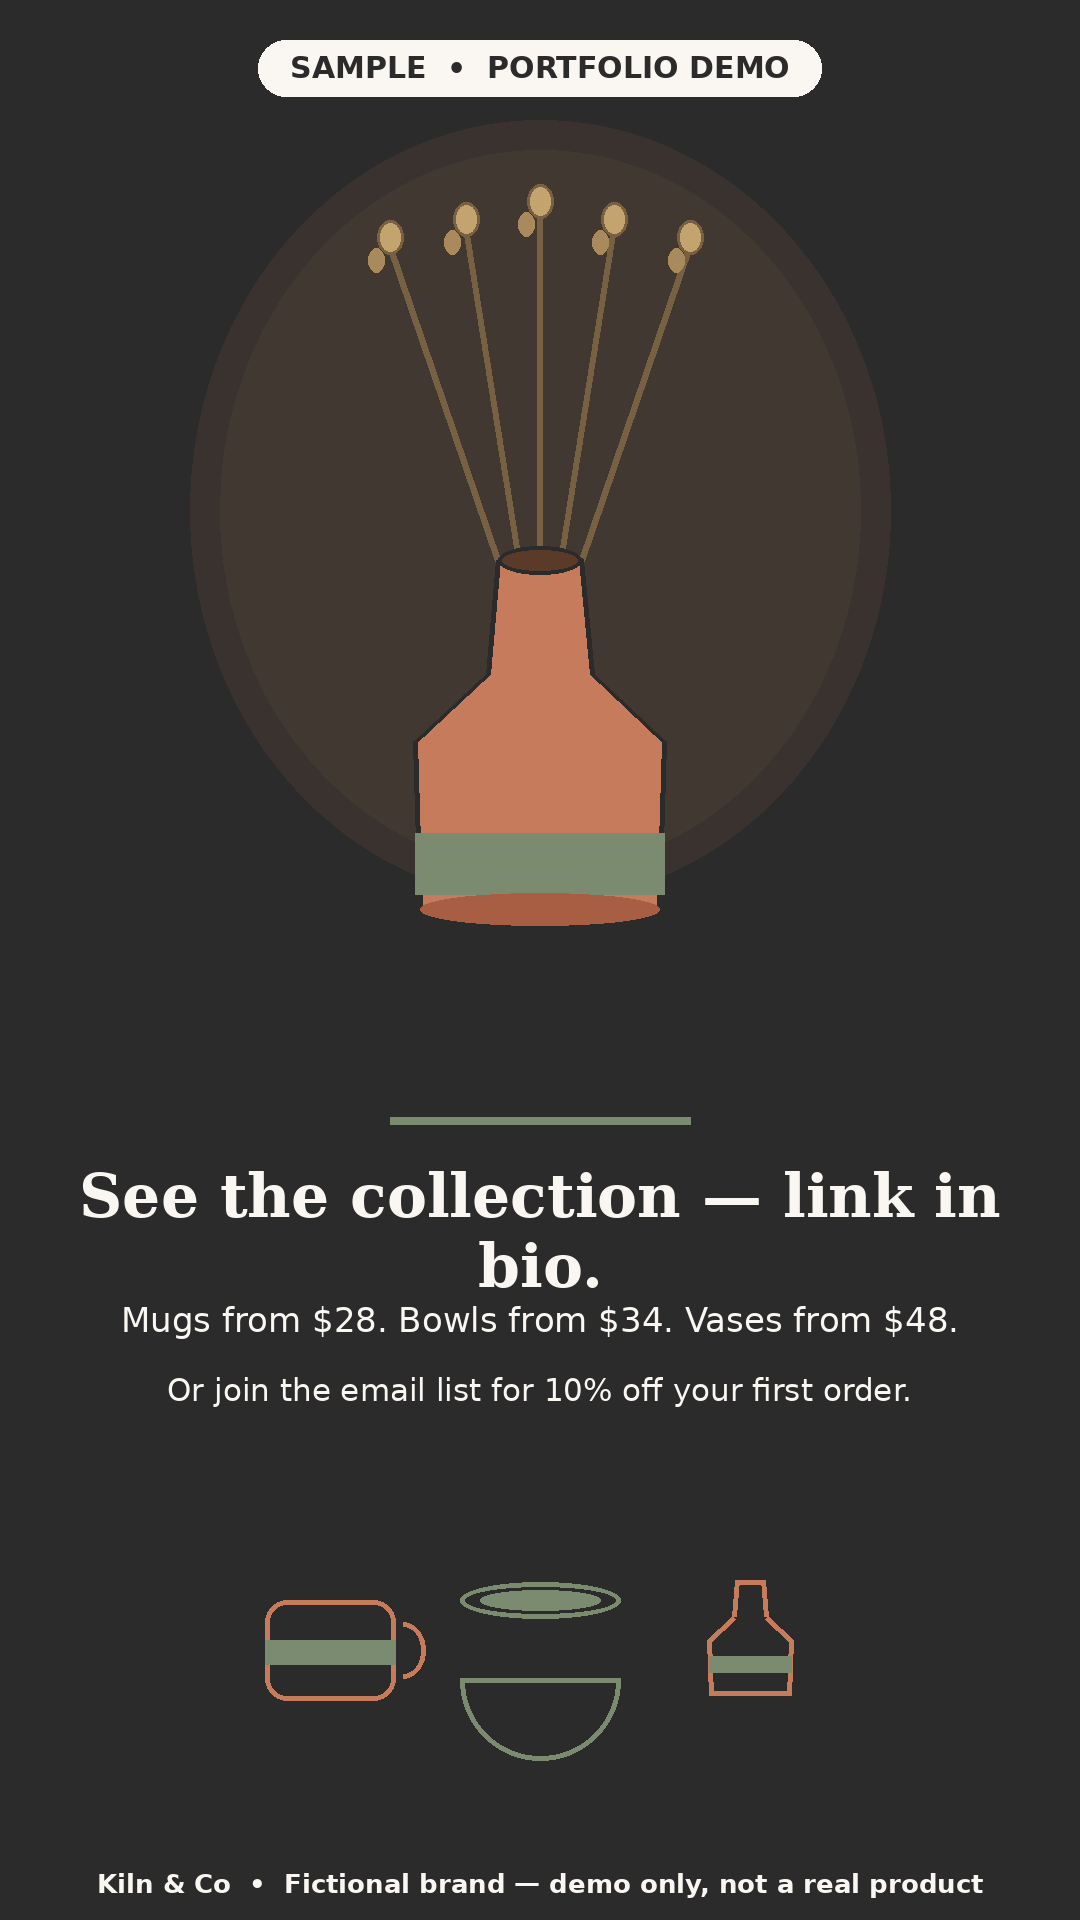 SAMPLE • PORTFOLIO DEMO
See the collection — link in
bio.
Mugs from $28. Bowls from $34. Vases from $48.
Or join the email list for 10% off your first order.
Kiln & Co • Fictional brand — demo only, not a real product